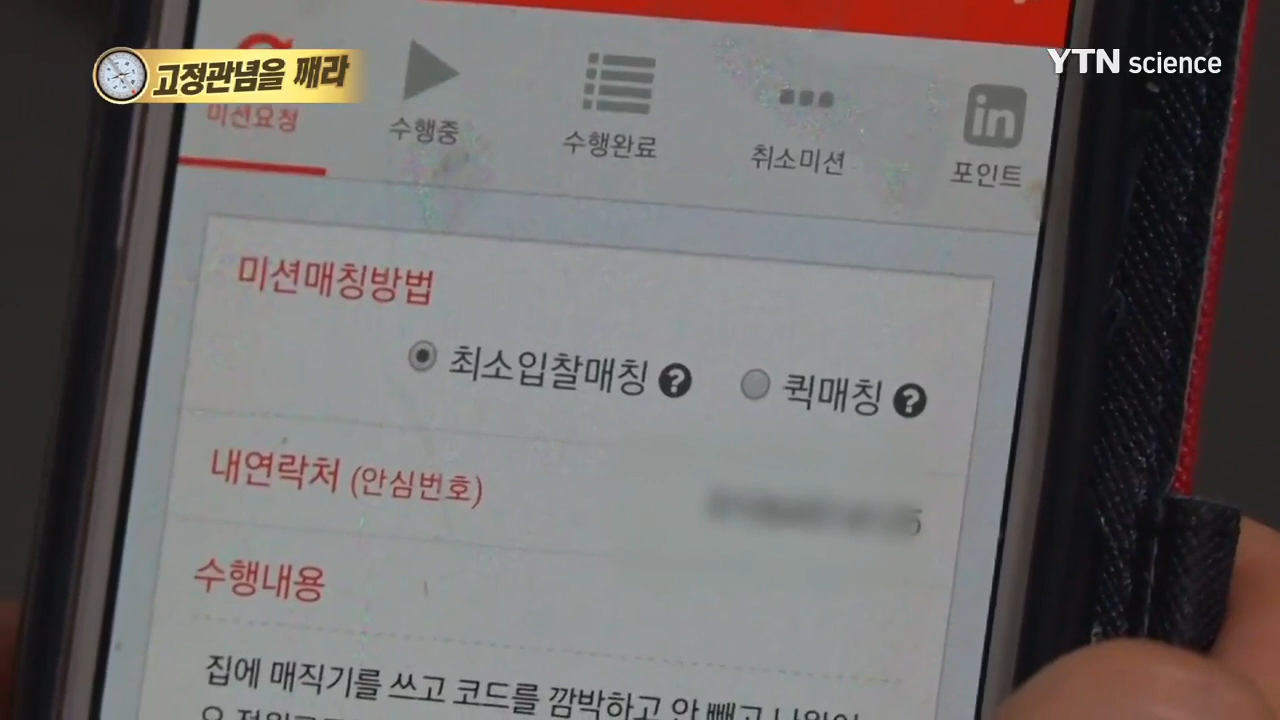 고정관념을 깨라
YTN science
미션요청
수행중
수행완료
취소미션
in
포인트
미션매칭방법
최소입찰매칭 ? 퀵매칭 ?
내연락처 (안심번호)
수행내용
집에 매직기를 쓰고 코드를 깜박하고 안 빼고